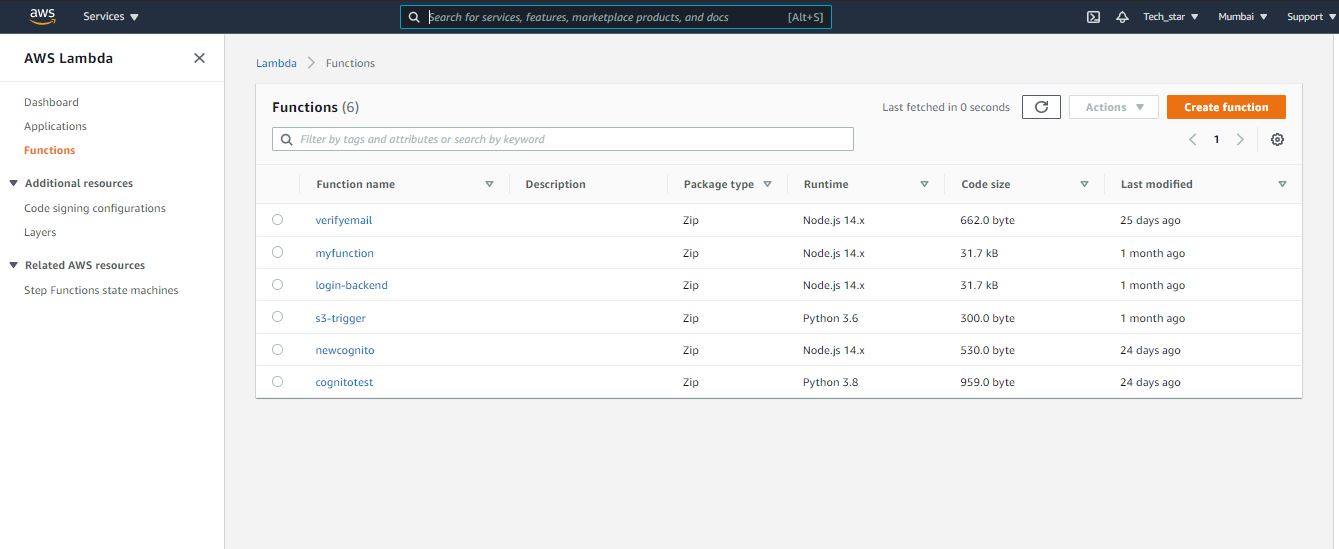 aws Services Search for services, features, marketplace products, and docs [Alt+S] Tech_star Mumbai Support
AWS Lambda
Dashboard
Applications
Functions
Additional resources
Code signing configurations
Layers
Related AWS resources
Step Functions state machines
Lambda Functions
Functions (6) Last fetched in 0 seconds Actions Create function
Filter by tags and attributes or search by keyword 1
Function name Description Package type Runtime Code size Last modified
verifyemail Zip Node.js 14.x 662.0 byte 25 days ago
myfunction Zip Node.js 14.x 31.7 kB 1 month ago
login-backend Zip Node.js 14.x 31.7 kB 1 month ago
s3-trigger Zip Python 3.6 300.0 byte 1 month ago
newcognito Zip Node.js 14.x 530.0 byte 24 days ago
cognitotest Zip Python 3.8 959.0 byte 24 days ago